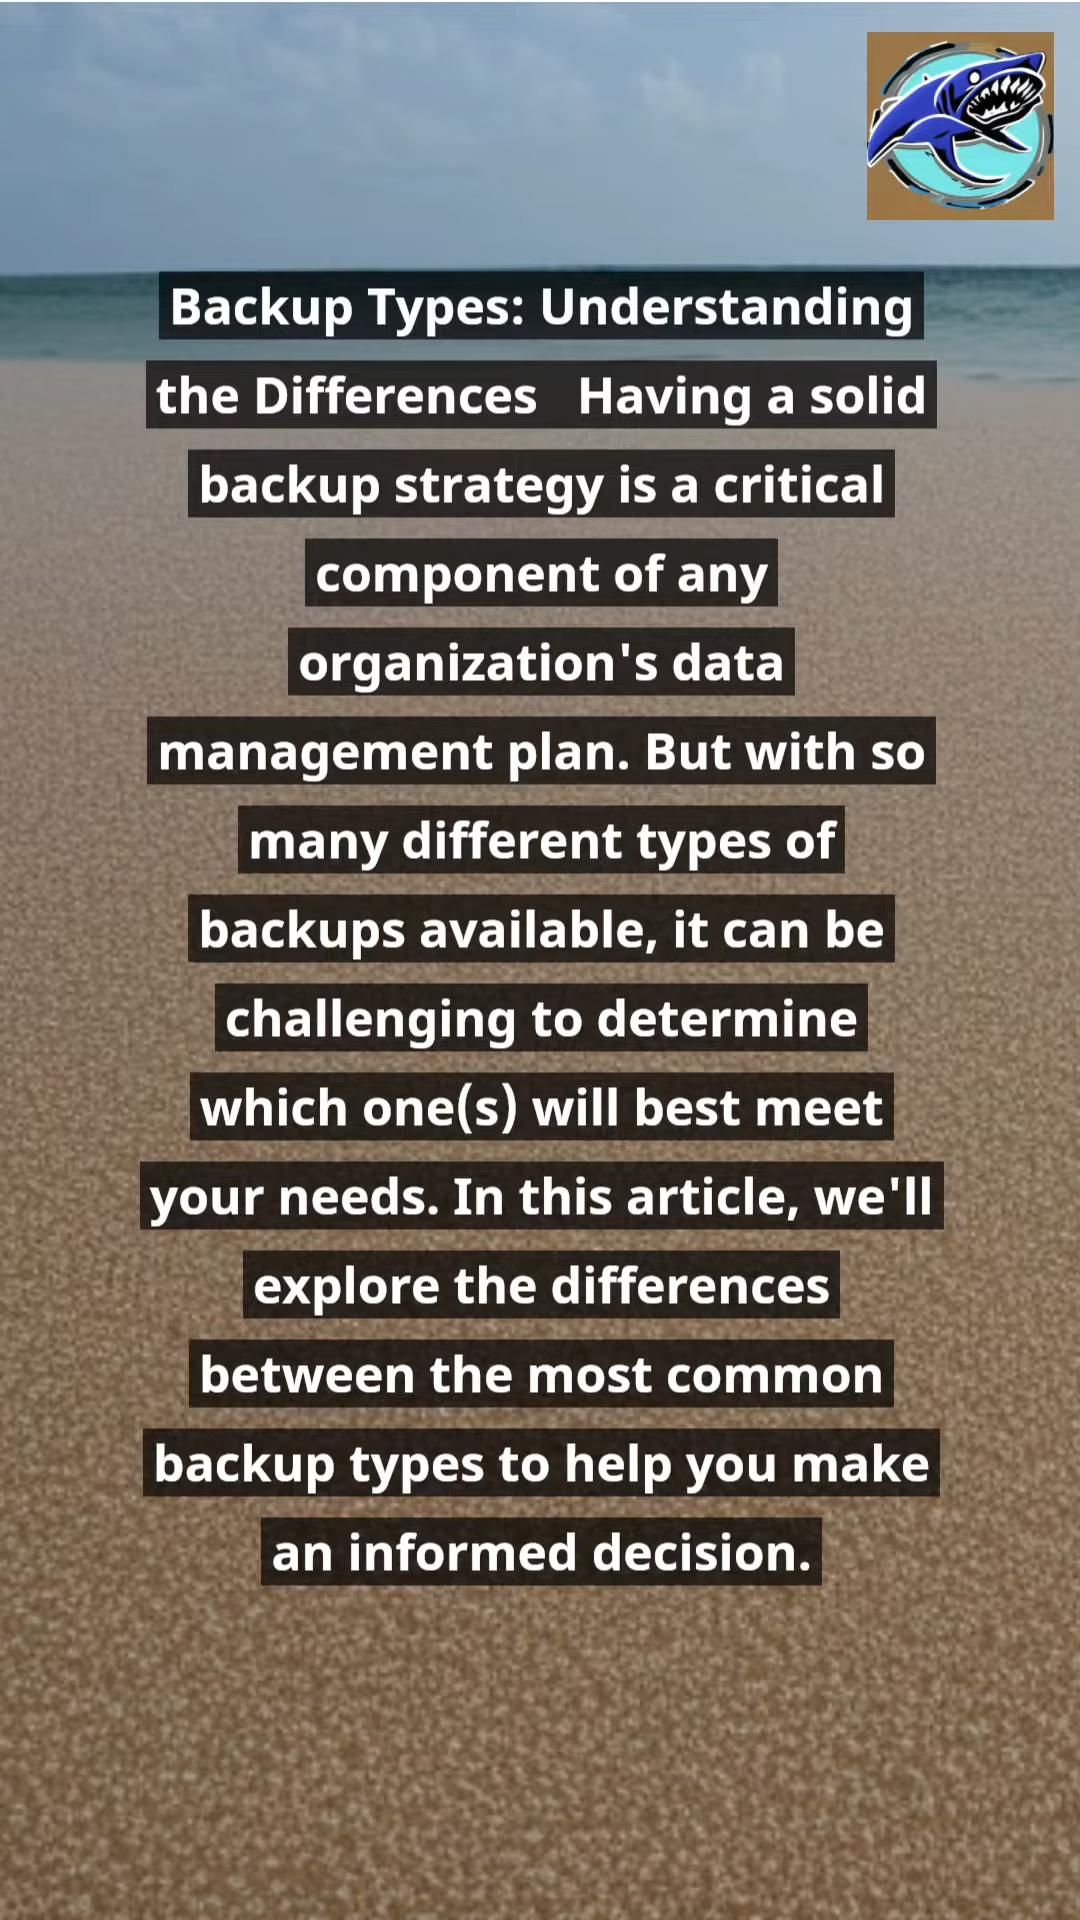 Backup Types: Understanding
the Differences   Having a solid
backup strategy is a critical
component of any
organization's data
management plan. But with so
many different types of
backups available, it can be
challenging to determine
which one(s) will best meet
your needs. In this article, we'll
explore the differences
between the most common
backup types to help you make
an informed decision.